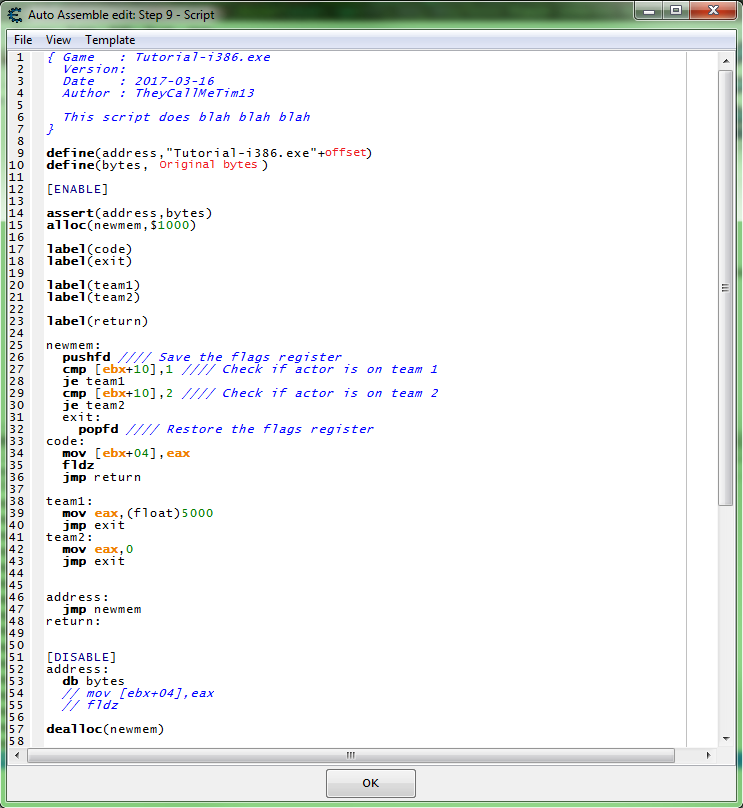 Auto Assemble edit: Step 9 - Script
File View Template
1 { Game   : Tutorial-i386.exe
2   Version:
3   Date   : 2017-03-16
4   Author : TheyCallMeTim13
5
6   This script does blah blah blah
7 }
8
9 define(address,"Tutorial-i386.exe"+offset)
10 define(bytes, Original bytes )
11
12 [ENABLE]
13
14 assert(address,bytes)
15 alloc(newmem,$1000)
16
17 label(code)
18 label(exit)
19
20 label(team1)
21 label(team2)
22
23 label(return)
24
25 newmem:
26   pushfd //// Save the flags register
27   cmp [ebx+10],1 //// Check if actor is on team 1
28   je team1
29   cmp [ebx+10],2 //// Check if actor is on team 2
30   je team2
31   exit:
32     popfd //// Restore the flags register
33 code:
34   mov [ebx+04],eax
35   fldz
36   jmp return
37
38 team1:
39   mov eax,(float)5000
40   jmp exit
41 team2:
42   mov eax,0
43   jmp exit
44
45
46 address:
47   jmp newmem
48 return:
49
50
51 [DISABLE]
52 address:
53   db bytes
54   // mov [ebx+04],eax
55   // fldz
56
57 dealloc(newmem)
58
OK